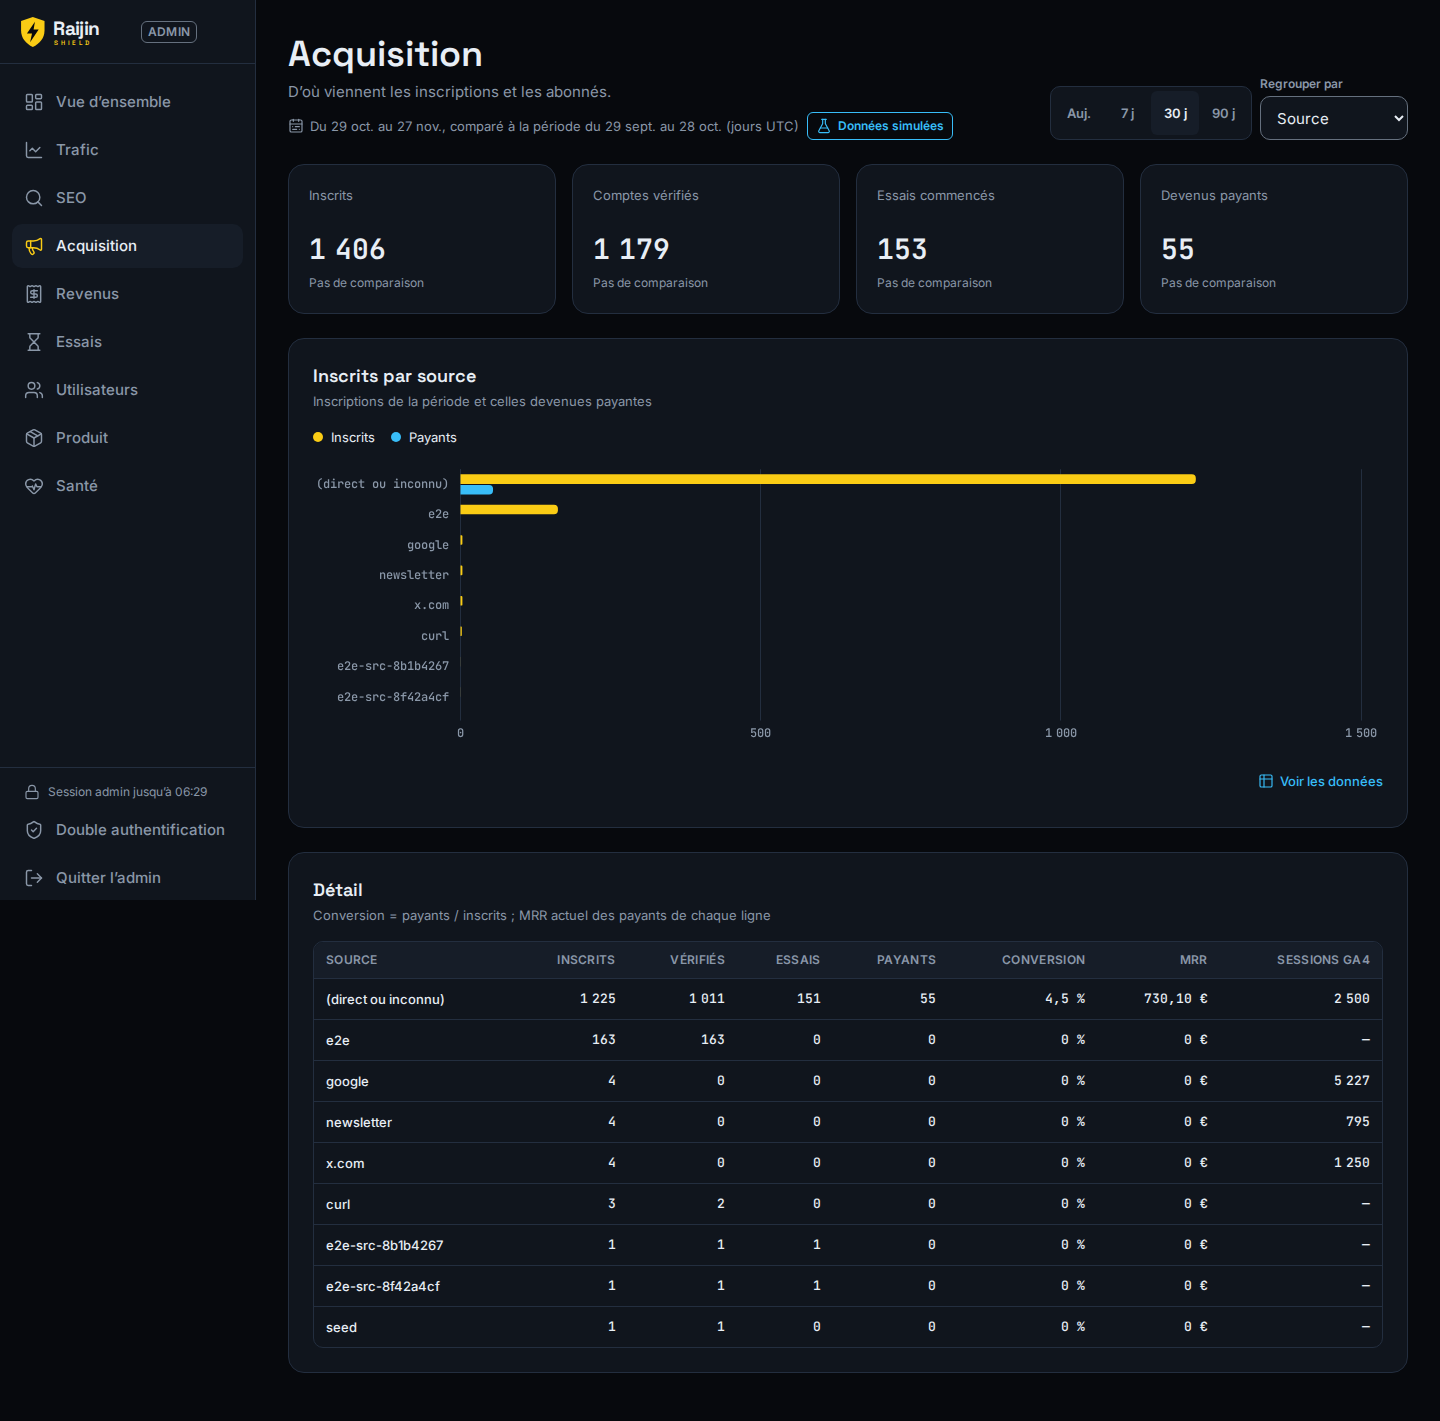 Raijin
SHIELD
ADMIN
Vue d’ensemble
Trafic
SEO
Acquisition
Revenus
Essais
Utilisateurs
Produit
Santé
Session admin jusqu’à 06:29
Double authentification
Quitter l’admin
Acquisition
D’où viennent les inscriptions et les abonnés.
Du 29 oct. au 27 nov., comparé à la période du 29 sept. au 28 oct. (jours UTC)
Données simulées
Auj. 7 j 30 j 90 j
Regrouper par
Source
Inscrits
1 406
Pas de comparaison
Comptes vérifiés
1 179
Pas de comparaison
Essais commencés
153
Pas de comparaison
Devenus payants
55
Pas de comparaison
Inscrits par source
Inscriptions de la période et celles devenues payantes
Inscrits Payants
(direct ou inconnu)
e2e
google
newsletter
x.com
curl
e2e-src-8b1b4267
e2e-src-8f42a4cf
0 500 1 000 1 500
Voir les données
Détail
Conversion = payants / inscrits ; MRR actuel des payants de chaque ligne
SOURCE INSCRITS VÉRIFIÉS ESSAIS PAYANTS CONVERSION MRR SESSIONS GA4
(direct ou inconnu) 1 225 1 011 151 55 4,5 % 730,10 € 2 500
e2e 163 163 0 0 0 % 0 € —
google 4 0 0 0 0 % 0 € 5 227
newsletter 4 0 0 0 0 % 0 € 795
x.com 4 0 0 0 0 % 0 € 1 250
curl 3 2 0 0 0 % 0 € —
e2e-src-8b1b4267 1 1 1 0 0 % 0 € —
e2e-src-8f42a4cf 1 1 1 0 0 % 0 € —
seed 1 1 0 0 0 % 0 € —